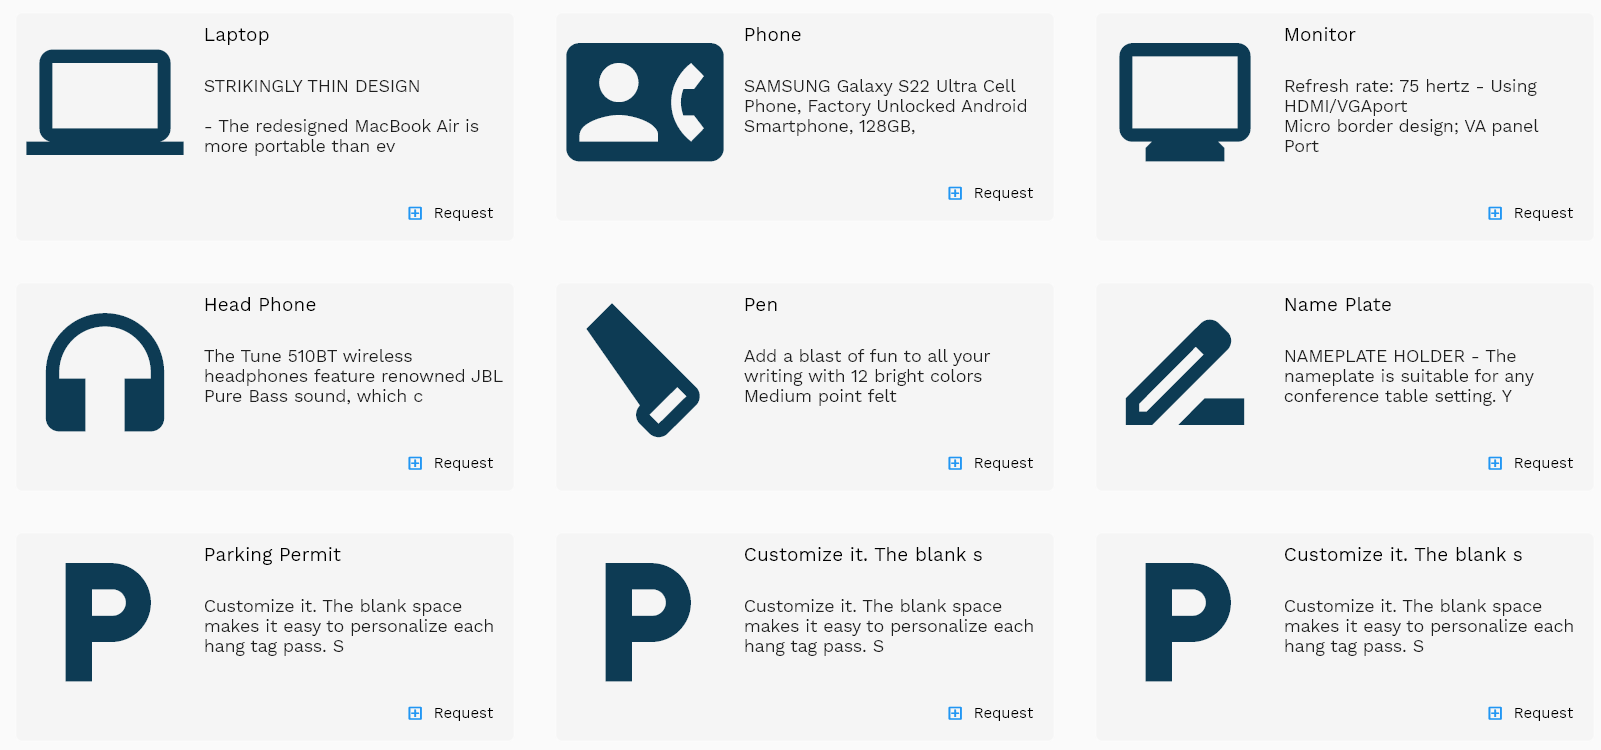 Laptop
STRIKINGLY THIN DESIGN
- The redesigned MacBook Air is
more portable than ev
Request
Phone
SAMSUNG Galaxy S22 Ultra Cell
Phone, Factory Unlocked Android
Smartphone, 128GB,
Request
Monitor
Refresh rate: 75 hertz - Using
HDMI/VGAport
Micro border design; VA panel
Port
Request
Head Phone
The Tune 510BT wireless
headphones feature renowned JBL
Pure Bass sound, which c
Request
Pen
Add a blast of fun to all your
writing with 12 bright colors
Medium point felt
Request
Name Plate
NAMEPLATE HOLDER - The
nameplate is suitable for any
conference table setting. Y
Request
Parking Permit
Customize it. The blank space
makes it easy to personalize each
hang tag pass. S
Request
Customize it. The blank s
Customize it. The blank space
makes it easy to personalize each
hang tag pass. S
Request
Customize it. The blank s
Customize it. The blank space
makes it easy to personalize each
hang tag pass. S
Request